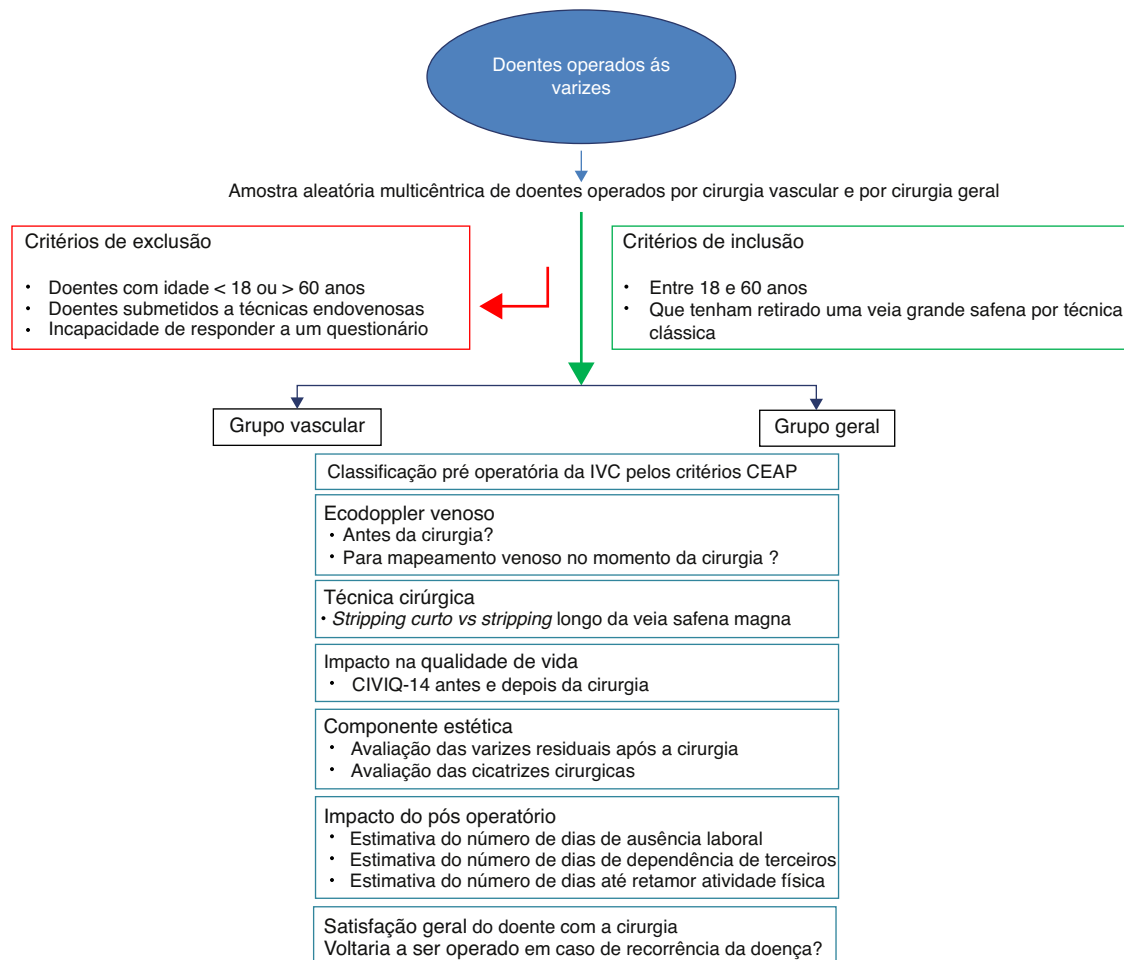 Doentes operados ás
varizes
Amostra aleatória multicêntrica de doentes operados por cirurgia vascular e por cirurgia geral
Critérios de exclusão
• Doentes com idade < 18 ou > 60 anos
• Doentes submetidos a técnicas endovenosas
• Incapacidade de responder a um questionário
Critérios de inclusão
• Entre 18 e 60 anos
• Que tenham retirado uma veia grande safena por técnica
clássica
Grupo vascular
Grupo geral
Classificação pré operatória da IVC pelos critérios CEAP
Ecodoppler venoso
• Antes da cirurgia?
• Para mapeamento venoso no momento da cirurgia ?
Técnica cirúrgica
• Stripping curto vs stripping longo da veia safena magna
Impacto na qualidade de vida
• CIVIQ-14 antes e depois da cirurgia
Componente estética
• Avaliação das varizes residuais após a cirurgia
• Avaliação das cicatrizes cirurgicas
Impacto do pós operatório
• Estimativa do número de dias de ausência laboral
• Estimativa do número de dias de dependência de terceiros
• Estimativa do número de dias até retamor atividade física
Satisfação geral do doente com a cirurgia
Voltaria a ser operado em caso de recorrência da doença?